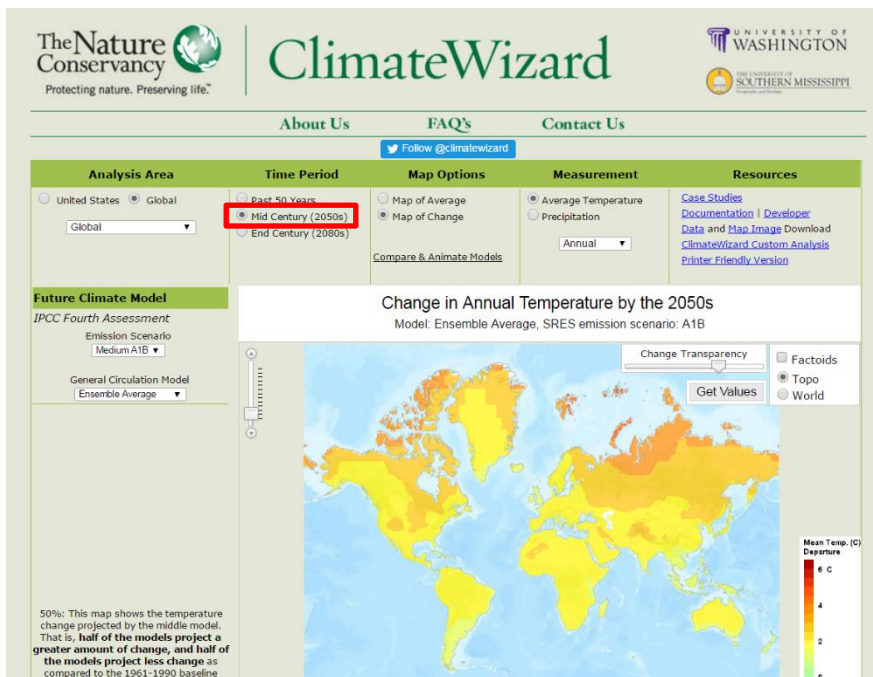 The Nature
Conservancy
Protecting nature. Preserving life.™
ClimateWizard
UNIVERSITY OF
WASHINGTON
THE UNIVERSITY OF
SOUTHERN MISSISSIPPI
About Us FAQ's Contact Us
Follow @climatewizard
Analysis Area Time Period Map Options Measurement Resources
United States Global
Global
Past 50 Years
Mid Century (2050s)
End Century (2080s)
Map of Average
Map of Change
Compare & Animate Models
Average Temperature
Precipitation
Annual
Case Studies
Documentation | Developer
Data and Map Image Download
ClimateWizard Custom Analysis
Printer Friendly Version
Future Climate Model
IPCC Fourth Assessment
Emission Scenario
Medium A1B
General Circulation Model
Ensemble Average
50%: This map shows the temperature
change projected by the middle model.
That is, half of the models project a
greater amount of change, and half of
the models project less change as
compared to the 1961-1990 baseline
Change in Annual Temperature by the 2050s
Model: Ensemble Average, SRES emission scenario: A1B
Change Transparency
Get Values
Factoids
Topo
World
Mean Temp. (C)
Departure
6 C
4
2
0